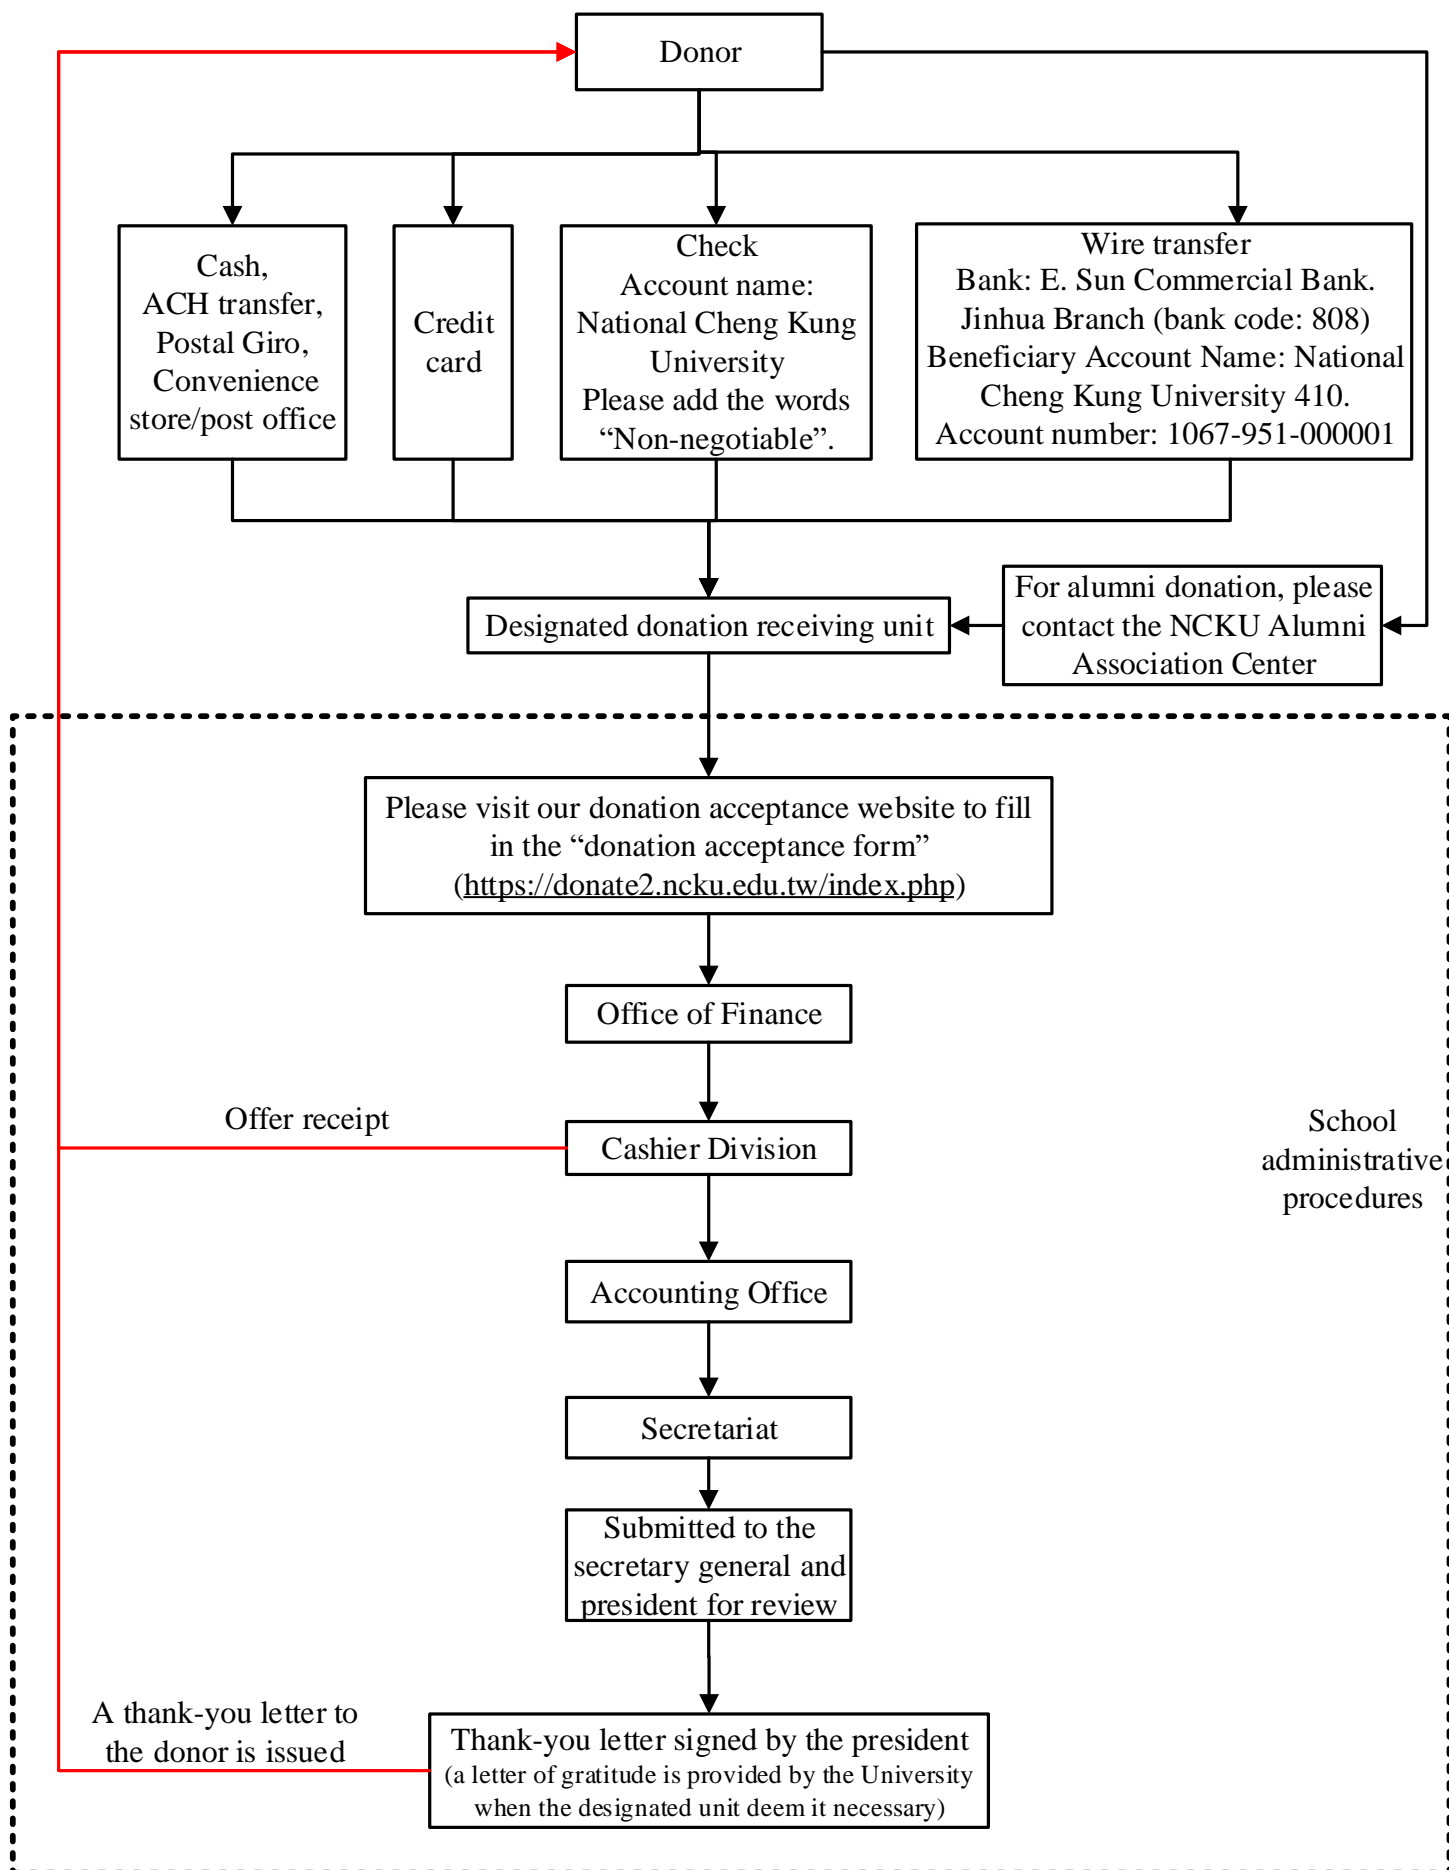 Donor
Cash,
ACH transfer,
Postal Giro,
Convenience
store/post office
Credit
card
Check
Account name:
National Cheng Kung
University
Please add the words
“Non-negotiable”.
Wire transfer
Bank: E. Sun Commercial Bank.
Jinhua Branch (bank code: 808)
Beneficiary Account Name: National
Cheng Kung University 410.
Account number: 1067-951-000001
Designated donation receiving unit
For alumni donation, please
contact the NCKU Alumni
Association Center
Please visit our donation acceptance website to fill
in the “donation acceptance form”
(https://donate2.ncku.edu.tw/index.php)
Office of Finance
Offer receipt
Cashier Division
School
administrative
procedures
Accounting Office
Secretariat
Submitted to the
secretary general and
president for review
A thank-you letter to
the donor is issued
Thank-you letter signed by the president
(a letter of gratitude is provided by the University
when the designated unit deem it necessary)